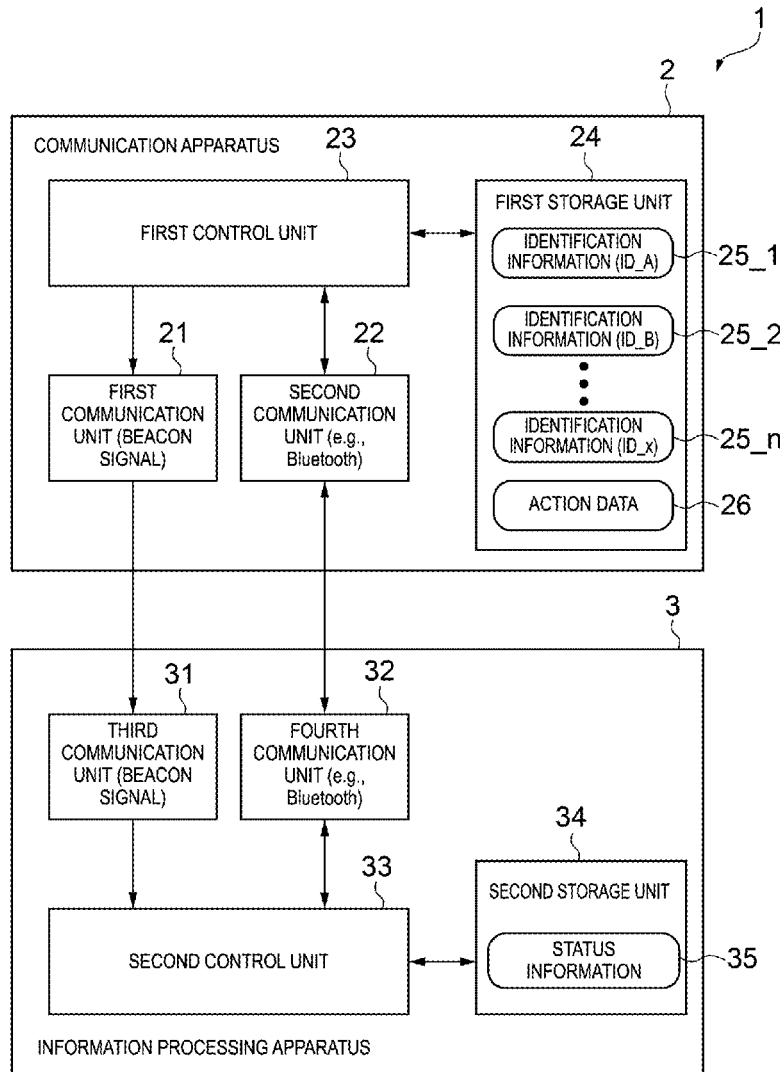 1
2
COMMUNICATION APPARATUS
23
24
FIRST CONTROL UNIT
FIRST STORAGE UNIT
IDENTIFICATION
INFORMATION (ID_A)
25_1
IDENTIFICATION
INFORMATION (ID_B)
25_2
IDENTIFICATION
INFORMATION (ID_x)
25_n
ACTION DATA
26
21
22
FIRST
COMMUNICATION
UNIT (BEACON
SIGNAL)
SECOND
COMMUNICATION
UNIT (e.g.,
Bluetooth)
3
31
32
THIRD
COMMUNICATION
UNIT (BEACON
SIGNAL)
FOURTH
COMMUNICATION
UNIT (e.g.,
Bluetooth)
33
34
SECOND CONTROL UNIT
SECOND STORAGE UNIT
STATUS
INFORMATION
35
INFORMATION PROCESSING APPARATUS